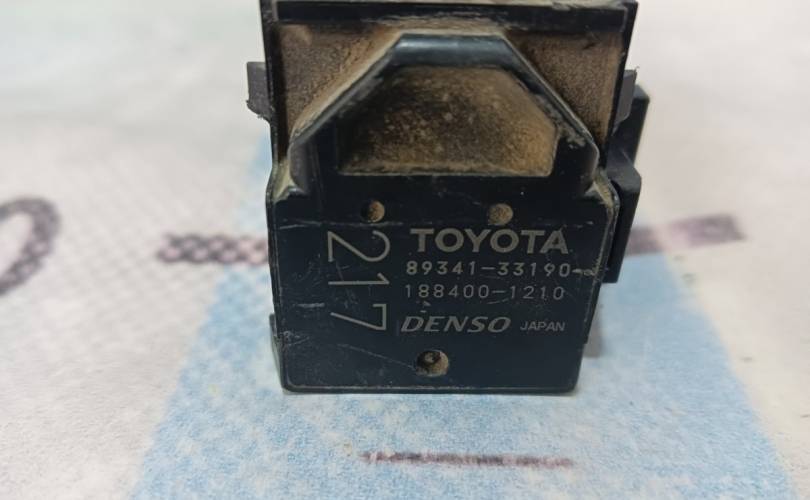 TOYOTA
89341-33190
188400-1210
DENSO JAPAN
217